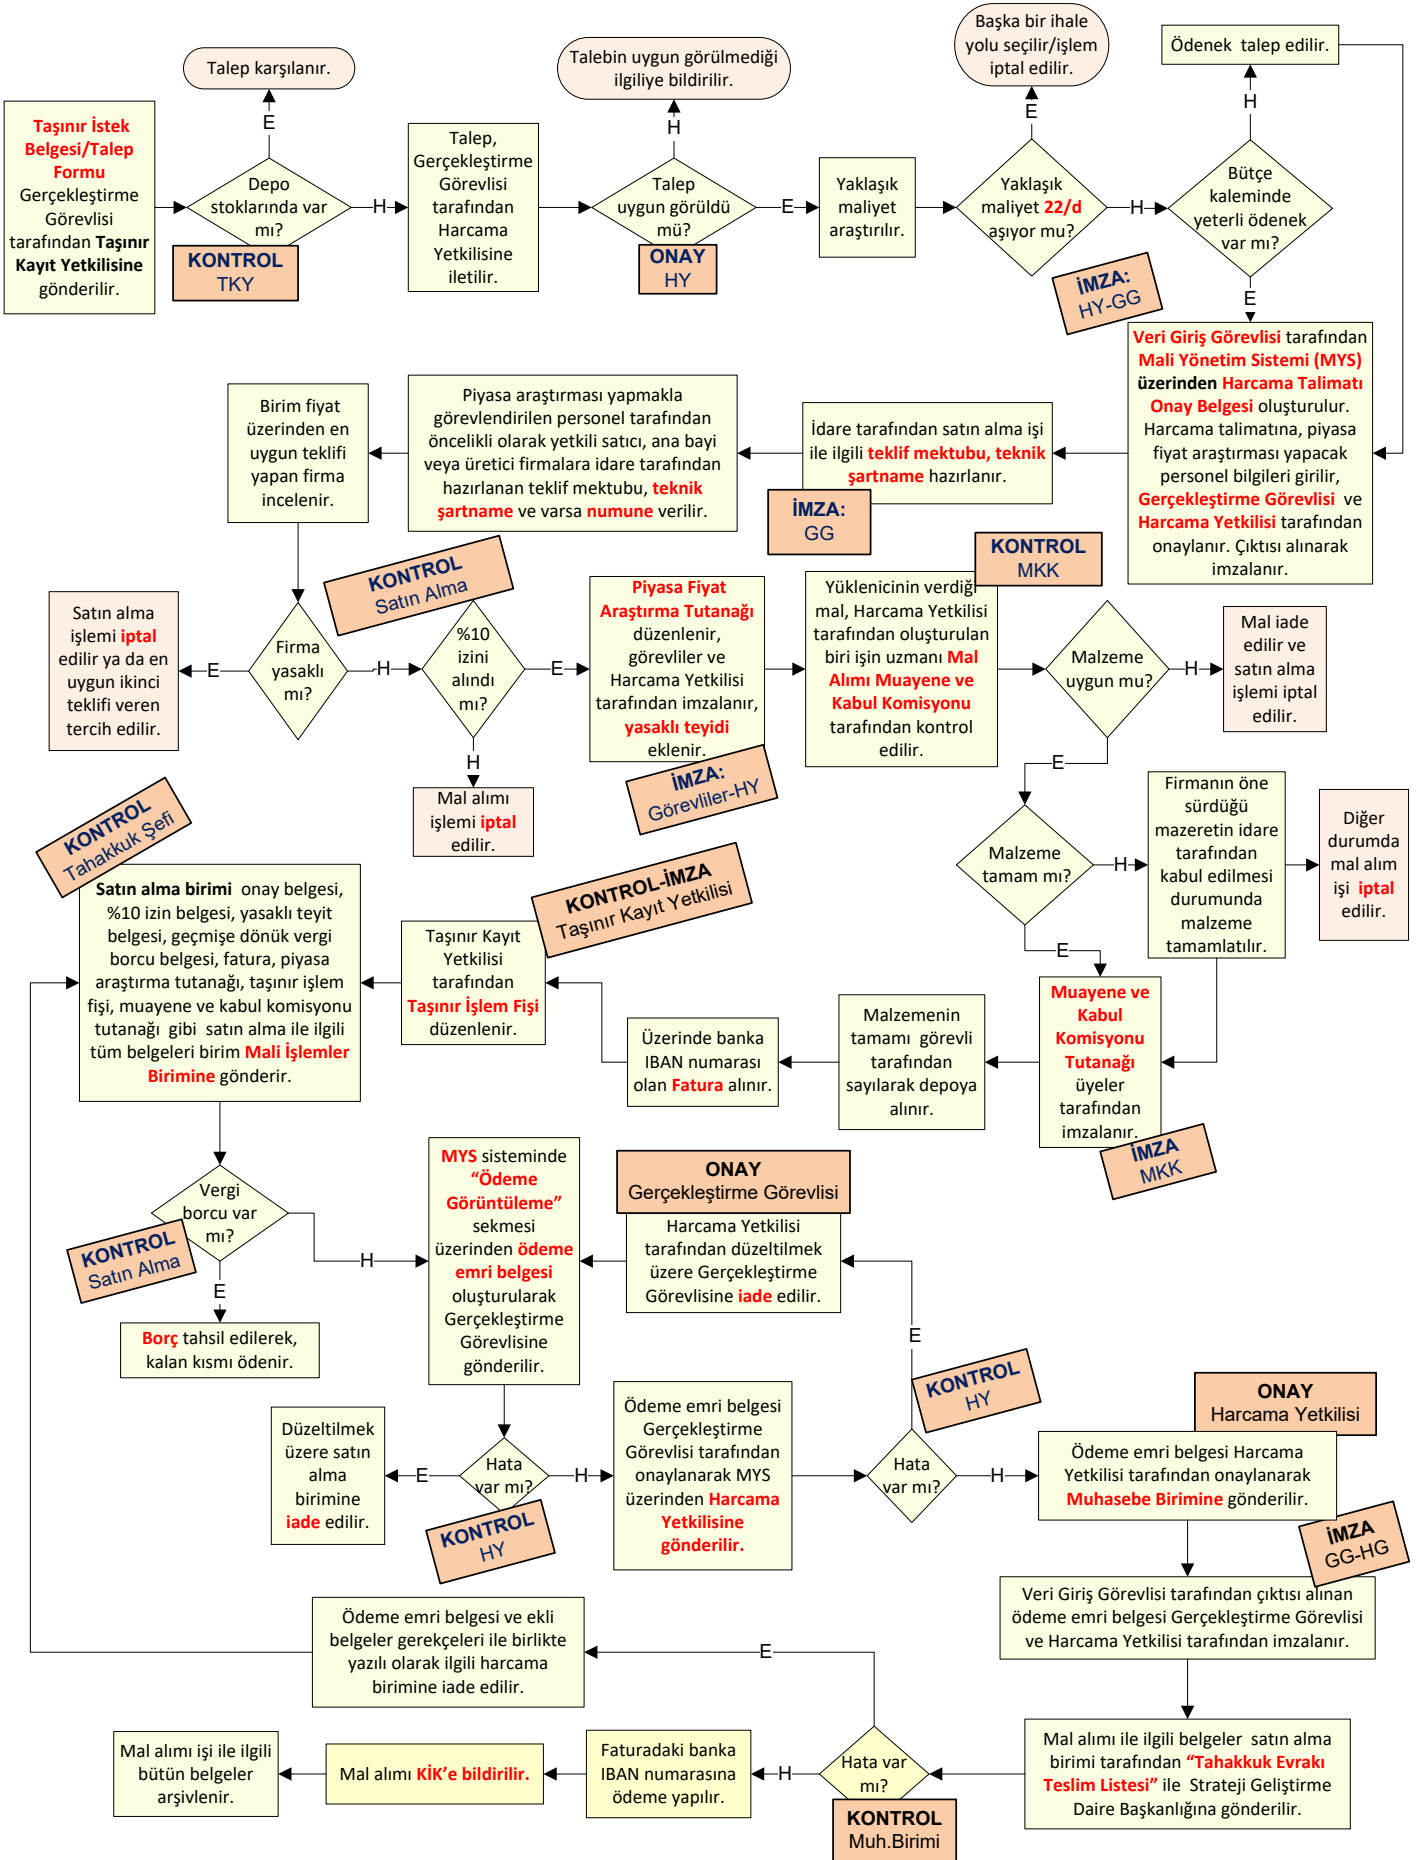 Talep karşılanır.
Talebin uygun görülmediği
ilgiliye bildirilir.
Başka bir ihale
yolu seçilir/işlem
iptal edilir.
Ödenek talep edilir.
E
H
E
H
Taşınır İstek
Belgesi/Talep
Formu
Gerçekleştirme
Görevlisi
tarafından Taşınır
Kayıt Yetkilisine
gönderilir.
Depo
stoklarında var
mı?
KONTROL
TKY
H
Talep,
Gerçekleştirme
Görevlisi
tarafından
Harcama
Yetkilisine
iletilir.
Talep
uygun görüldü
mü?
ONAY
HY
E
Yaklaşık
maliyet
araştırılır.
Yaklaşık
maliyet 22/d
aşıyor mu?
H
Bütçe
kaleminde
yeterli ödenek
var mı?
İMZA:
HY-GG
E
Veri Giriş Görevlisi tarafından
Mali Yönetim Sistemi (MYS)
üzerinden Harcama Talimatı
Onay Belgesi oluşturulur.
Harcama talimatına, piyasa
fiyat araştırması yapacak
personel bilgileri girilir,
Gerçekleştirme Görevlisi ve
Harcama Yetkilisi tarafından
onaylanır. Çıktısı alınarak
imzalanır.
İdare tarafından satın alma işi
ile ilgili teklif mektubu, teknik
şartname hazırlanır.
İMZA:
GG
Piyasa araştırması yapmakla
görevlendirilen personel tarafından
öncelikli olarak yetkili satıcı, ana bayi
veya üretici firmalara idare tarafından
hazırlanan teklif mektubu, teknik
şartname ve varsa numune verilir.
Birim fiyat
üzerinden en
uygun teklifi
yapan firma
incelenir.
Satın alma
işlemi iptal
edilir ya da en
uygun ikinci
teklifi veren
tercih edilir.
E
Firma
yasaklı
mı?
H
KONTROL
Satın Alma
%10
izini
alındı
mı?
E
H
Mal alımı
işlemi iptal
edilir.
Piyasa Fiyat
Araştırma Tutanağı
düzenlenir,
görevliler ve
Harcama Yetkilisi
tarafından imzalanır,
yasaklı teyidi
eklenir.
İMZA:
Görevliler-HY
KONTROL
MKK
Yüklenicinin verdiği
mal, Harcama Yetkilisi
tarafından oluşturulan
biri işin uzmanı Mal
Alımı Muayene ve
Kabul Komisyonu
tarafından kontrol
edilir.
Malzeme
uygun mu?
H
Mal iade
edilir ve
satın alma
işlemi iptal
edilir.
E
Malzeme
tamam mı?
H
Firmanın öne
sürdüğü
mazeretin idare
tarafından
kabul edilmesi
durumunda
malzeme
tamamlatılır.
Diğer
durumda
mal alım
işi iptal
edilir.
E
Muayene ve
Kabul
Komisyonu
Tutanağı
üyeler
tarafından
imzalanır.
İMZA
MKK
Malzemenin
tamamı görevli
tarafından
sayılarak depoya
alınır.
Üzerinde banka
IBAN numarası
olan Fatura alınır.
KONTROL-İMZA
Taşınır Kayıt Yetkilisi
Taşınır Kayıt
Yetkilisi
tarafından
Taşınır İşlem Fişi
düzenlenir.
KONTROL
Tahakkuk Şefi
Satın alma birimi onay belgesi,
%10 izin belgesi, yasaklı teyit
belgesi, geçmişe dönük vergi
borcu belgesi, fatura, piyasa
araştırma tutanağı, taşınır işlem
fişi, muayene ve kabul komisyonu
tutanağı gibi satın alma ile ilgili
tüm belgeleri birim Mali İşlemler
Birimine gönderir.
Vergi
borcu var
mı?
KONTROL
Satın Alma
H
E
Borç tahsil edilerek,
kalan kısmı ödenir.
MYS sisteminde
“Ödeme
Görüntüleme”
sekmesi
üzerinden ödeme
emri belgesi
oluşturularak
Gerçekleştirme
Görevlisine
gönderilir.
ONAY
Gerçekleştirme Görevlisi
Harcama Yetkilisi
tarafından düzeltilmek
üzere Gerçekleştirme
Görevlisine iade edilir.
E
Düzeltilmek
üzere satın
alma
birimine
iade edilir.
E
Hata
var mı?
KONTROL
HY
H
Ödeme emri belgesi
Gerçekleştirme
Görevlisi tarafından
onaylanarak MYS
üzerinden Harcama
Yetkilisine
gönderilir.
KONTROL
HY
Hata
var mı?
H
ONAY
Harcama Yetkilisi
Ödeme emri belgesi Harcama
Yetkilisi tarafından onaylanarak
Muhasebe Birimine gönderilir.
İMZA
GG-HG
Veri Giriş Görevlisi tarafından çıktısı alınan
ödeme emri belgesi Gerçekleştirme Görevlisi
ve Harcama Yetkilisi tarafından imzalanır.
Ödeme emri belgesi ve ekli
belgeler gerekçeleri ile birlikte
yazılı olarak ilgili harcama
birimine iade edilir.
E
Mal alımı ile ilgili belgeler satın alma
birimi tarafından “Tahakkuk Evrakı
Teslim Listesi” ile Strateji Geliştirme
Daire Başkanlığına gönderilir.
Hata var
mı?
KONTROL
Muh.Birimi
H
Faturadaki banka
IBAN numarasına
ödeme yapılır.
Mal alımı KİK’e bildirilir.
Mal alımı işi ile ilgili
bütün belgeler
arşivlenir.